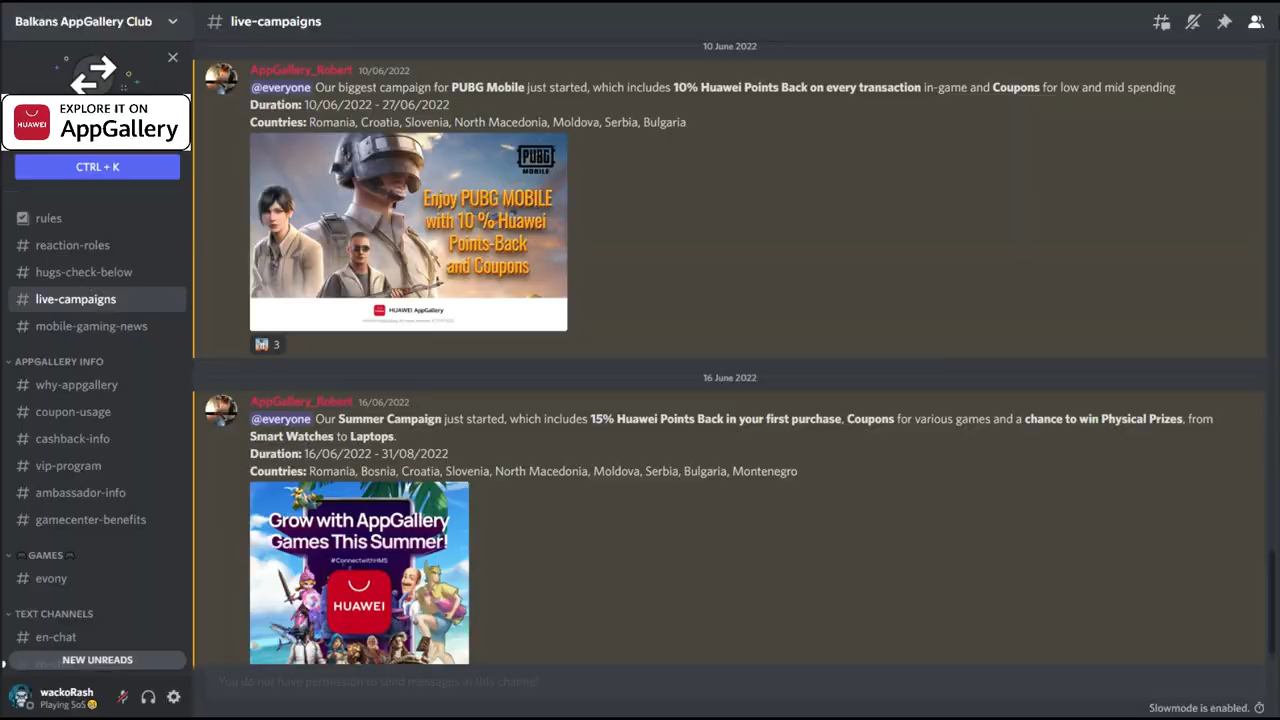 Balkans AppGallery Club
EXPLORE IT ON
HUAWEI AppGallery
CTRL + K
rules
# reaction-roles
# hugs-check-below
# live-campaigns
# mobile-gaming-news
APPGALLERY INFO
# why-appgallery
# coupon-usage
# cashback-info
# vip-program
# ambassador-info
# gamecenter-benefits
GAMES
# evony
TEXT CHANNELS
# en-chat
NEW UNREADS
wackoRash
Playing SoS
# live-campaigns
10 June 2022
AppGallery_Robert 10/06/2022
@everyone Our biggest campaign for PUBG Mobile just started, which includes 10% Huawei Points Back on every transaction in-game and Coupons for low and mid spending
Duration: 10/06/2022 - 27/06/2022
Countries: Romania, Croatia, Slovenia, North Macedonia, Moldova, Serbia, Bulgaria
PUBG
MOBILE
Enjoy PUBG MOBILE
with 10 % Huawei
Points-Back
and Coupons
HUAWEI AppGallery
3
16 June 2022
AppGallery_Robert 16/06/2022
@everyone Our Summer Campaign just started, which includes 15% Huawei Points Back in your first purchase, Coupons for various games and a chance to win Physical Prizes, from
Smart Watches to Laptops.
Duration: 16/06/2022 - 31/08/2022
Countries: Romania, Bosnia, Croatia, Slovenia, North Macedonia, Moldova, Serbia, Bulgaria, Montenegro
Grow with AppGallery
Games This Summer!
#ConnectwithHMS
HUAWEI
You do not have permission to send messages in this channel.
Slowmode is enabled.